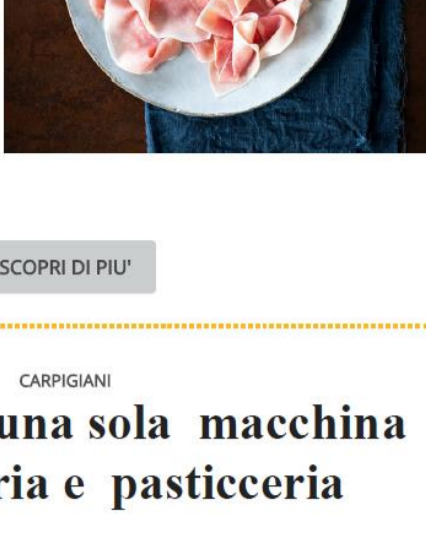 SCOPRI DI PIU'
CARPIGIANI
una sola macchina
ria e pasticceria